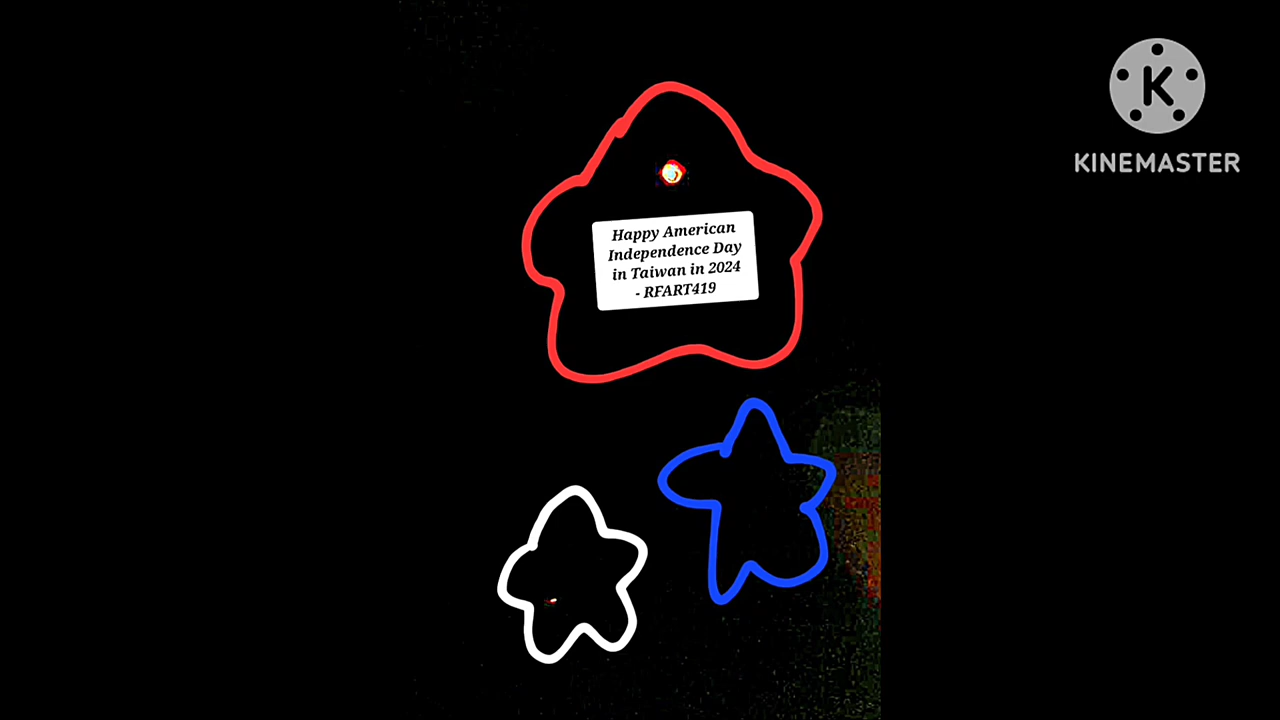 Happy American
Independence Day
in Taiwan in 2024
- RFART419
K
KINEMASTER